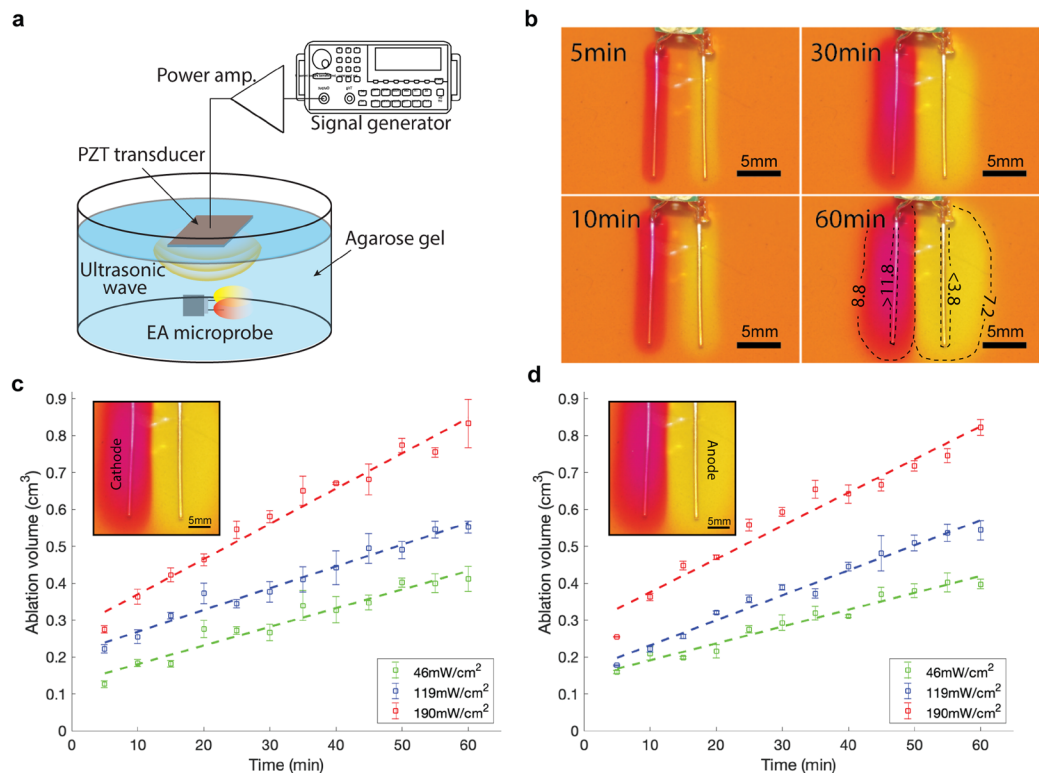 a
Power amp.
Signal generator
PZT transducer
Agarose gel
Ultrasonic
wave
EA microprobe
b
5min
5mm
30min
5mm
10min
5mm
60min
8.8
>11.8
<3.8
7.2
5mm
c
0.9
0.8
0.7
0.6
0.5
0.4
0.3
0.2
0.1
0
Ablation volume (cm³)
Cathode
5mm
46mW/cm²
119mW/cm²
190mW/cm²
0 10 20 30 40 50 60
Time (min)
d
0.9
0.8
0.7
0.6
0.5
0.4
0.3
0.2
0.1
0
Ablation volume (cm³)
Anode
5mm
46mW/cm²
119mW/cm²
190mW/cm²
0 10 20 30 40 50 60
Time (min)